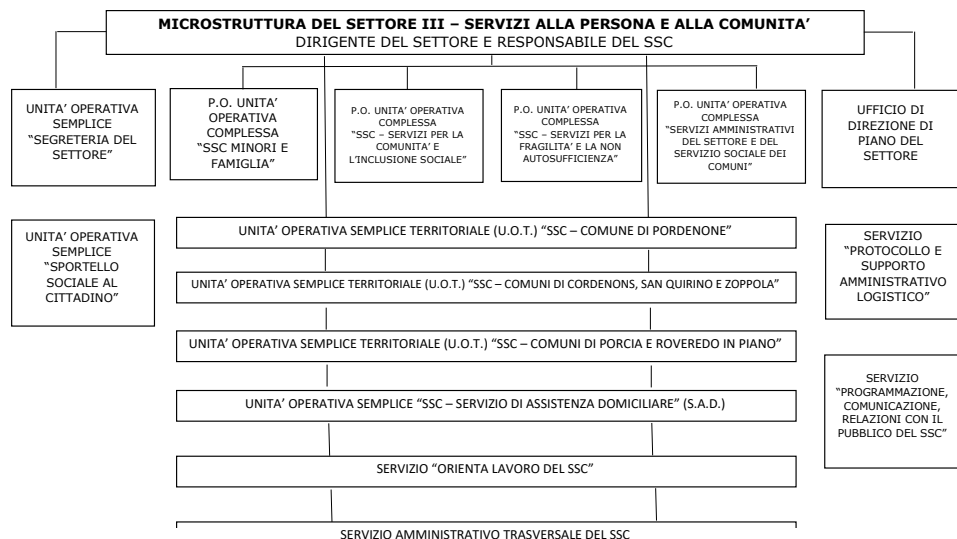 MICROSTRUTTURA DEL SETTORE III – SERVIZI ALLA PERSONA E ALLA COMUNITA’
DIRIGENTE DEL SETTORE E RESPONSABILE DEL SSC
UNITA’ OPERATIVA
SEMPLICE
“SEGRETERIA DEL
SETTORE”
P.O. UNITA’
OPERATIVA
COMPLESSA
“SSC MINORI E
FAMIGLIA”
P.O. UNITA’ OPERATIVA
COMPLESSA
“SSC – SERVIZI PER LA
COMUNITA’ E
L’INCLUSIONE SOCIALE”
P.O. UNITA’ OPERATIVA
COMPLESSA
“SSC – SERVIZI PER LA
FRAGILITA’ E LA NON
AUTOSUFFICIENZA”
P.O. UNITA’ OPERATIVA
COMPLESSA
“SERVIZI AMMINISTRATIVI
DEL SETTORE E DEL
SERVIZIO SOCIALE DEI
COMUNI”
UFFICIO DI
DIREZIONE DI
PIANO DEL
SETTORE
UNITA’ OPERATIVA
SEMPLICE
“SPORTELLO
SOCIALE AL
CITTADINO”
UNITA’ OPERATIVA SEMPLICE TERRITORIALE (U.O.T.) “SSC – COMUNE DI PORDENONE”
UNITA’ OPERATIVA SEMPLICE TERRITORIALE (U.O.T.) “SSC – COMUNI DI CORDENONS, SAN QUIRINO E ZOPPOLA”
UNITA’ OPERATIVA SEMPLICE TERRITORIALE (U.O.T.) “SSC – COMUNI DI PORCIA E ROVEREDO IN PIANO”
UNITA’ OPERATIVA SEMPLICE “SSC – SERVIZIO DI ASSISTENZA DOMICILIARE” (S.A.D.)
SERVIZIO “ORIENTA LAVORO DEL SSC”
SERVIZIO AMMINISTRATIVO TRASVERSALE DEL SSC
SERVIZIO
“PROTOCOLLO E
SUPPORTO
AMMINISTRATIVO
LOGISTICO”
SERVIZIO
“PROGRAMMAZIONE,
COMUNICAZIONE,
RELAZIONI CON IL
PUBBLICO DEL SSC”